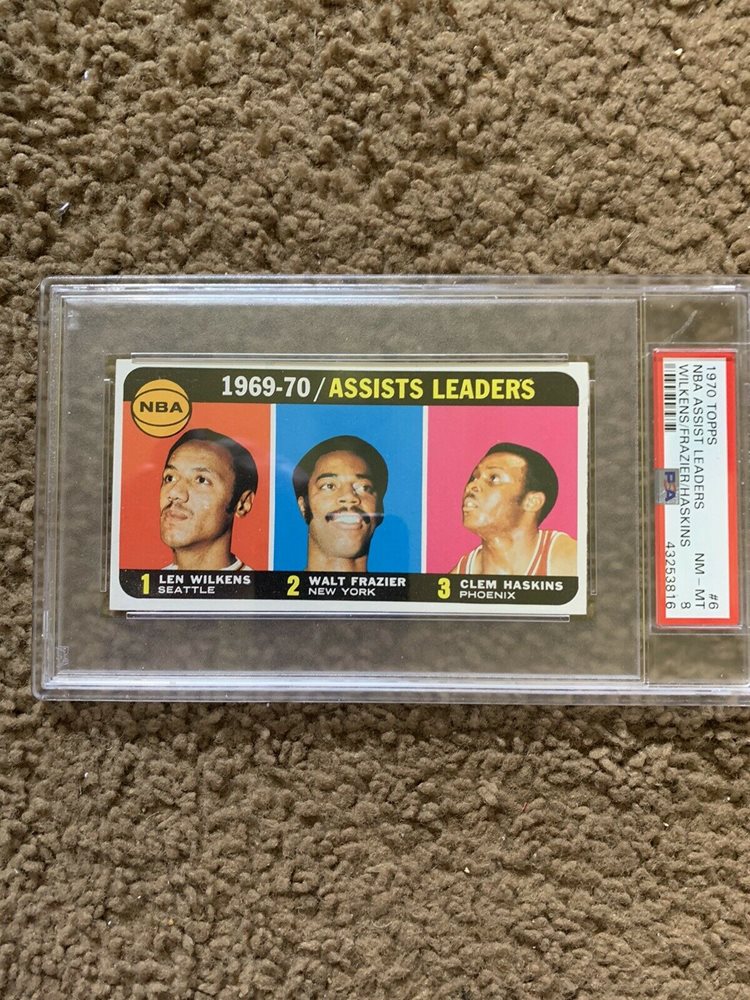 1969-70/ASSISTS LEADERS
NBA
1 LEN WILKENS
SEATTLE
2 WALT FRAZIER
NEW YORK
3 CLEM HASKINS
PHOENIX
1970 TOPPS #6
NBA ASSIST LEADERS NM - MT
WILKENS/FRAZIER/HASKINS 8
PSA 43253816